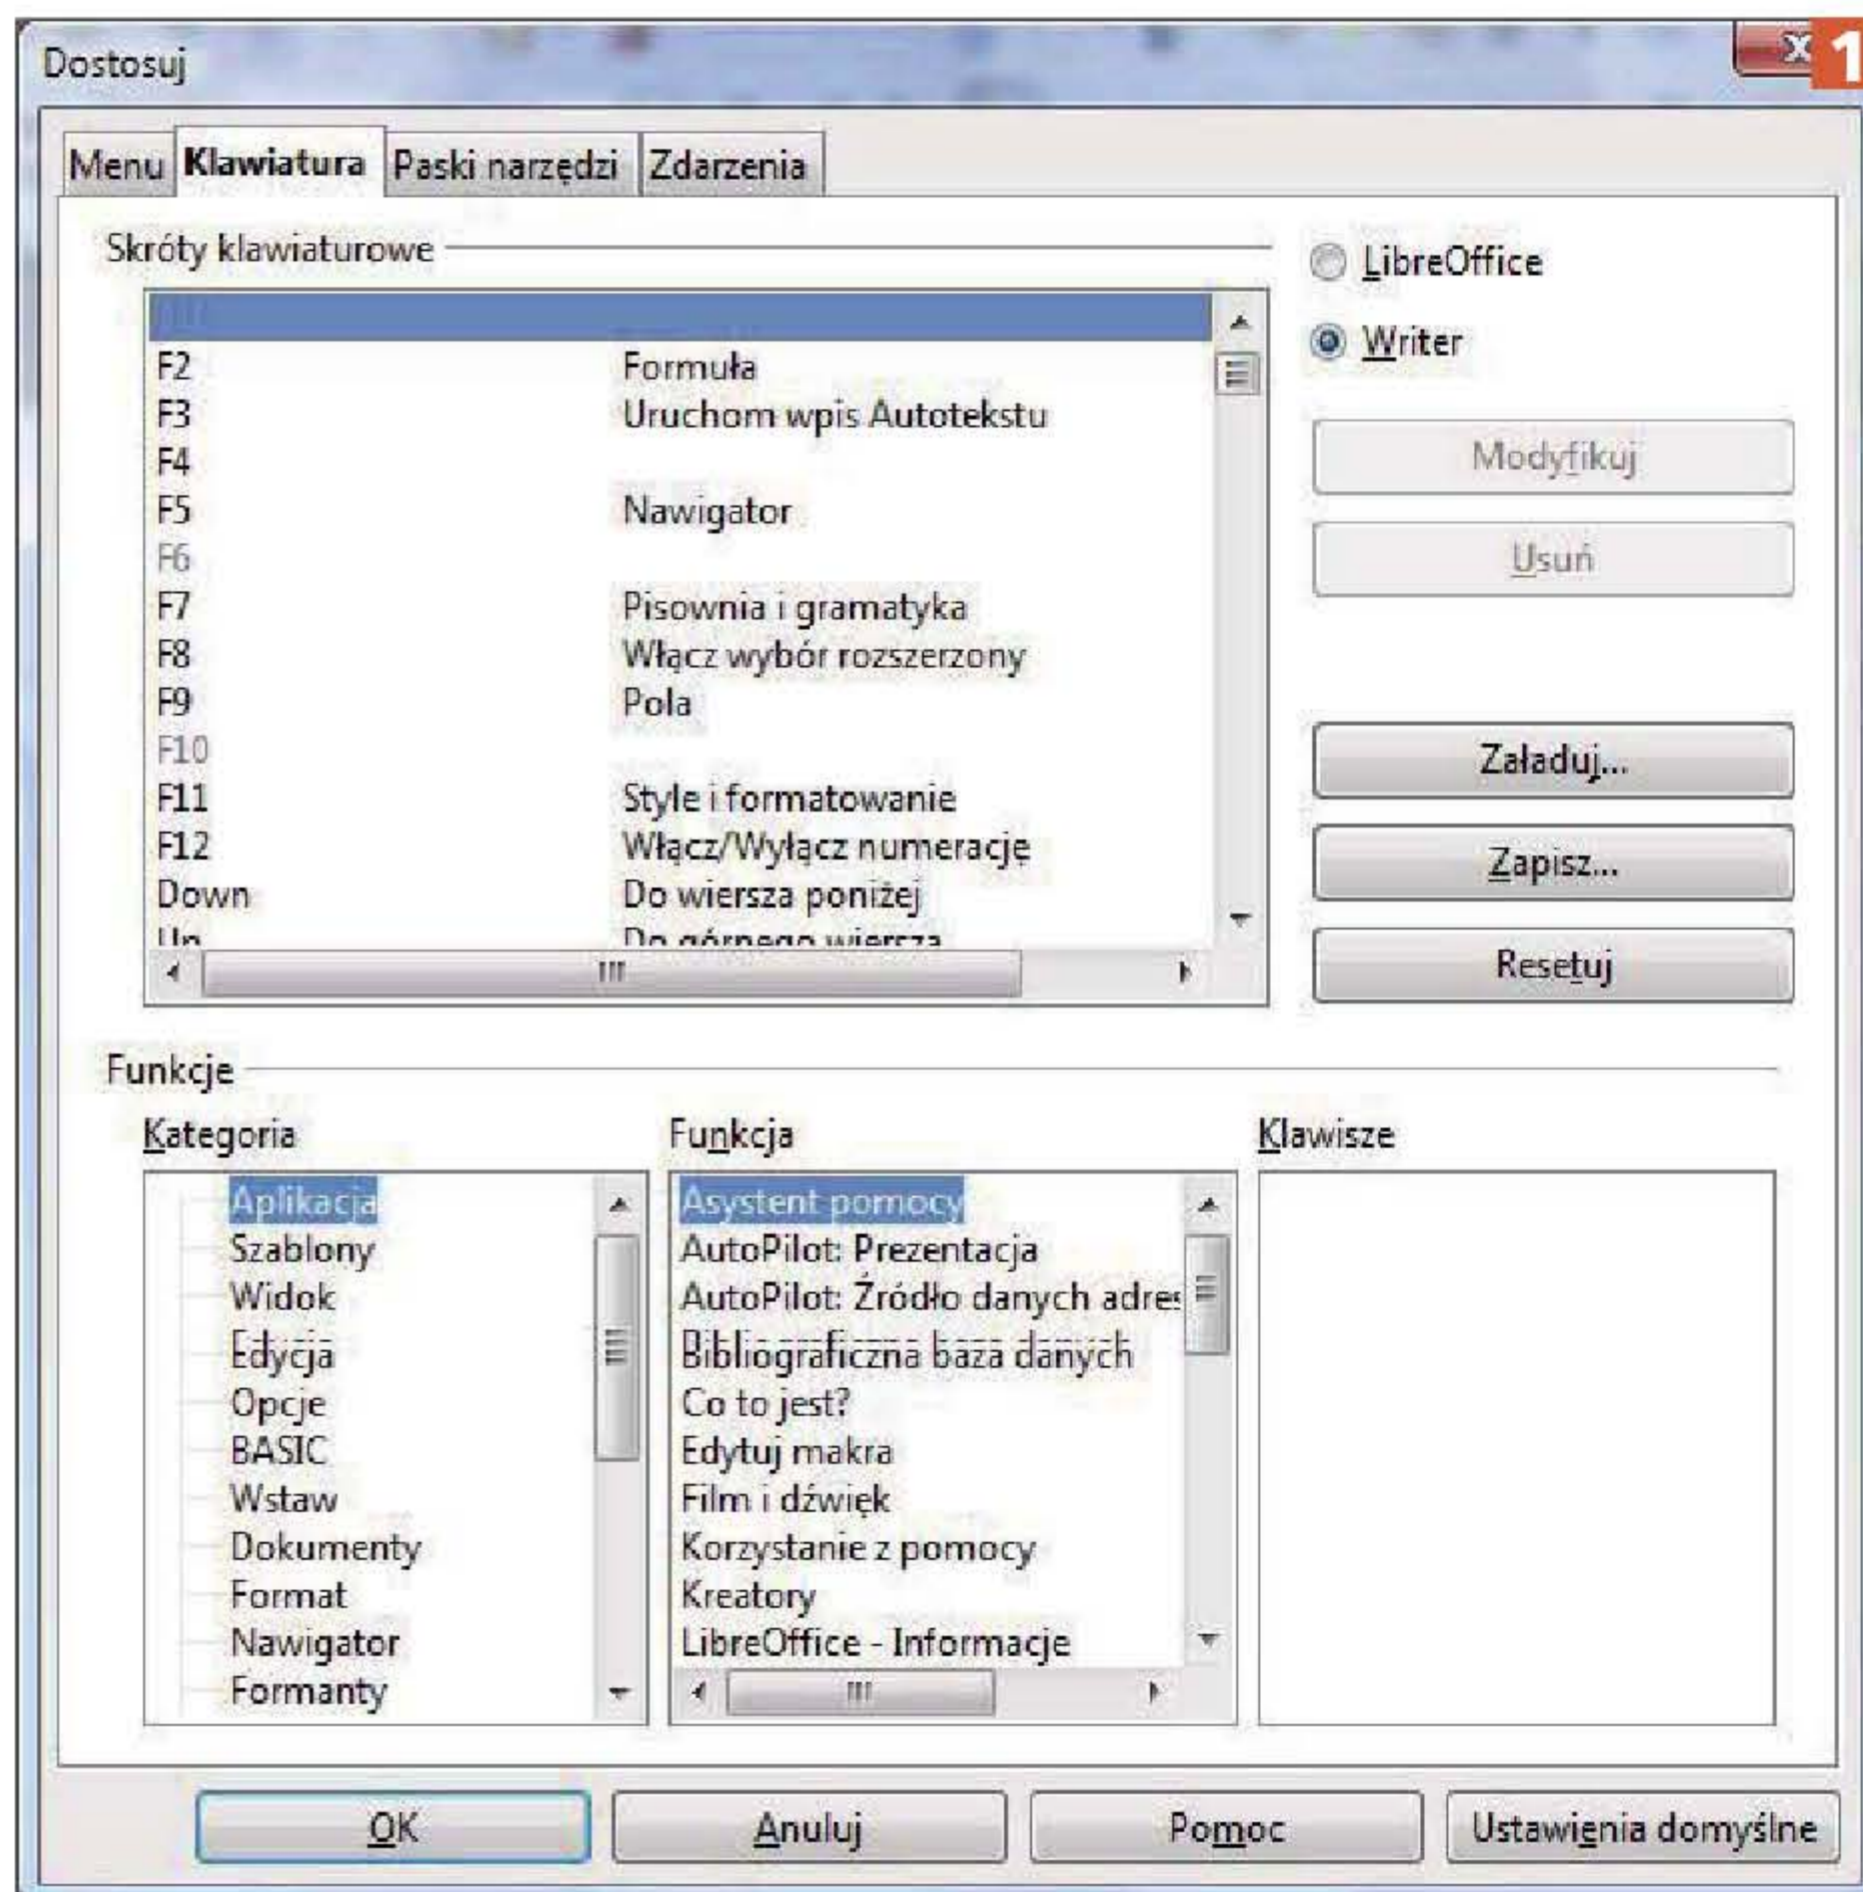 Dostosuj
1
Menu Klawiatura Paski narzędzi Zdarzenia
Skróty klawiaturowe
F2 Formuła
F3 Uruchom wpis Autotekstu
F4
F5 Nawigator
F6
F7 Pisownia i gramatyka
F8 Włącz wybór rozszerzony
F9 Pola
F10
F11 Style i formatowanie
F12 Włącz/Wyłącz numerację
Down Do wiersza poniżej
Up Do górnego wiersza
LibreOffice
Writer
Modyfikuj
Usuń
Załaduj...
Zapisz...
Resetuj
Funkcje
Kategoria
Aplikacja
Szablony
Widok
Edycja
Opcje
BASIC
Wstaw
Dokumenty
Format
Nawigator
Formanty
Funkcja
Asystent pomocy
AutoPilot: Prezentacja
AutoPilot: Źródło danych adres
Bibliograficzna baza danych
Co to jest?
Edytuj makra
Film i dźwięk
Korzystanie z pomocy
Kreatory
LibreOffice - Informacje
Klawisze
OK Anuluj Pomoc Ustawienia domyślne